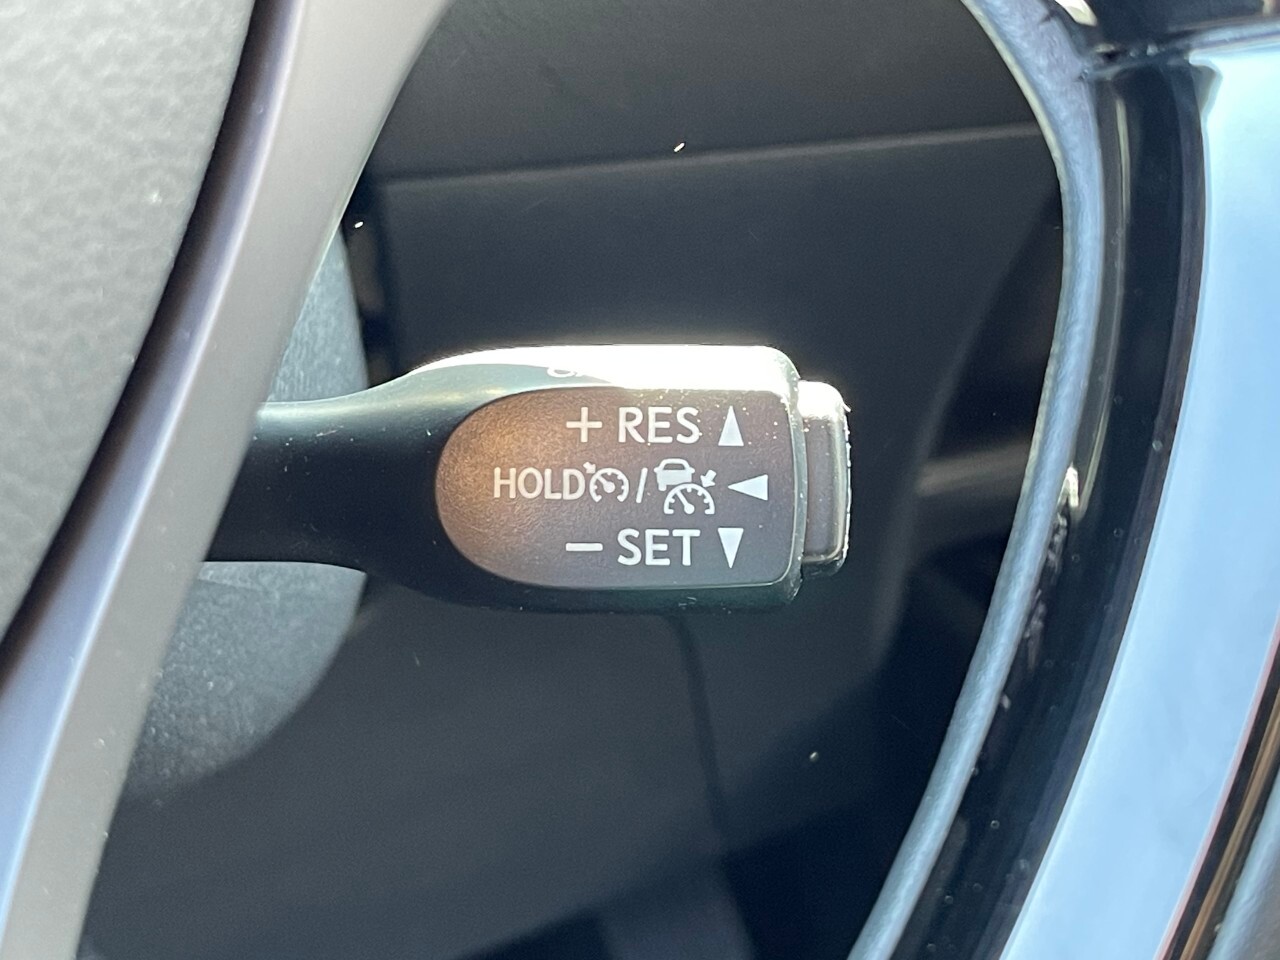 + RES ▲
HOLD / ◀
− SET ▼